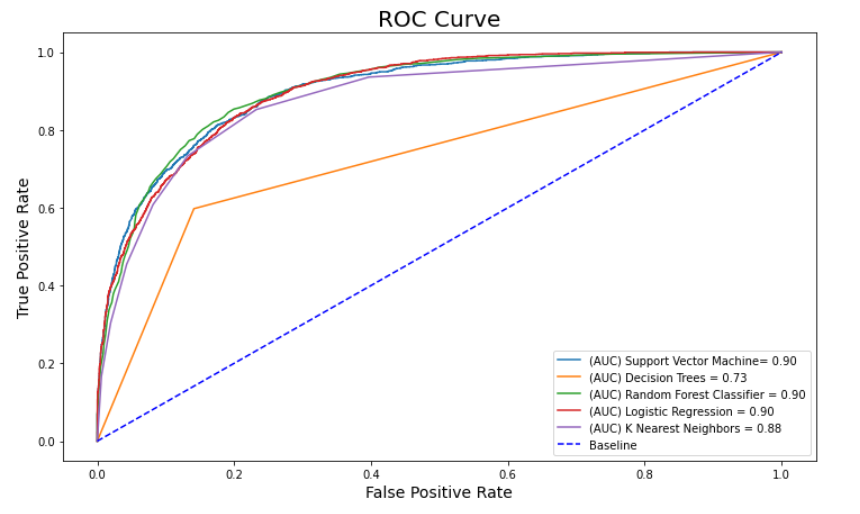 ROC Curve
1.0
0.8
0.6
0.4
0.2
0.0
True Positive Rate
(AUC) Support Vector Machine= 0.90
(AUC) Decision Trees = 0.73
(AUC) Random Forest Classifier = 0.90
(AUC) Logistic Regression = 0.90
(AUC) K Nearest Neighbors = 0.88
Baseline
0.0 0.2 0.4 0.6 0.8 1.0
False Positive Rate